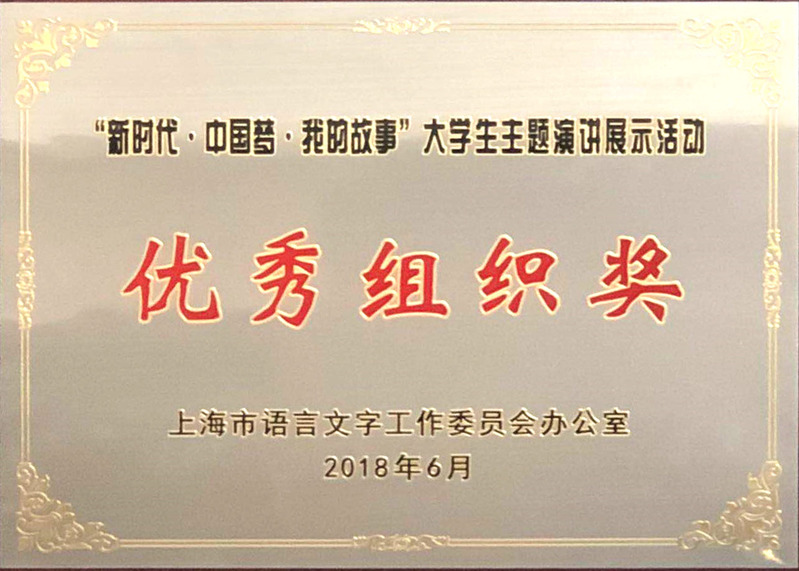 “新时代·中国梦·我的故事”大学生主题演讲展示活动
优秀组织奖
上海市语言文字工作委员会办公室
2018年6月